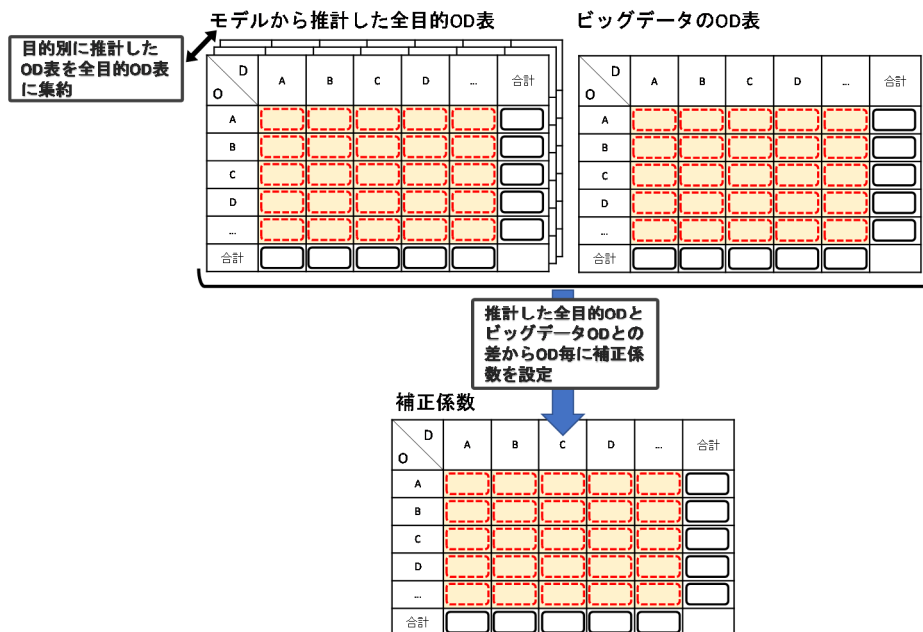 モデルから推計した全目的OD表
ビッグデータのOD表
目的別に推計した
OD表を全目的OD表
に集約
D
O
A B C D … 合計
A
B
C
D
…
合計
D
O
A B C D … 合計
A
B
C
D
…
合計
推計した全目的ODと
ビッグデータODとの
差からOD毎に補正係
数を設定
補正係数
D
O
A B C D … 合計
A
B
C
D
…
合計